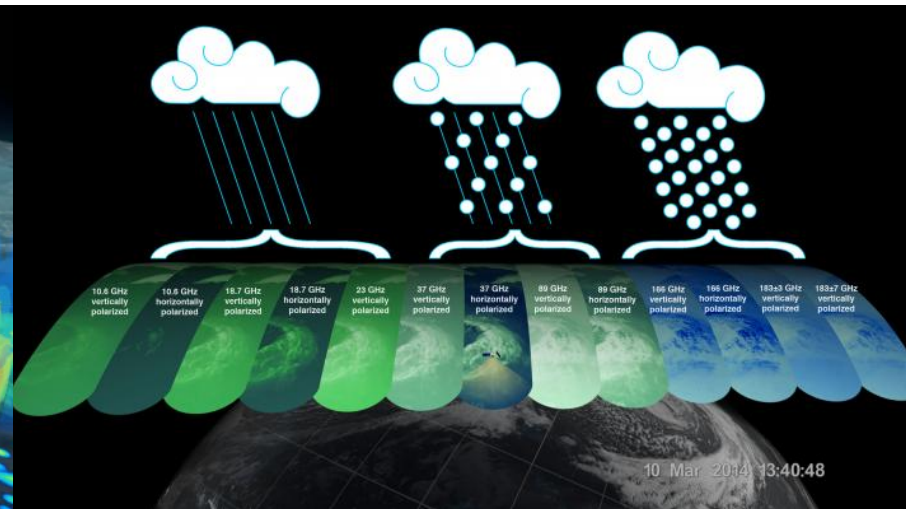 10.6 GHz
vertically
polarized
10.6 GHz
horizontally
polarized
18.7 GHz
vertically
polarized
18.7 GHz
horizontally
polarized
23 GHz
vertically
polarized
37 GHz
vertically
polarized
37 GHz
horizontally
polarized
89 GHz
vertically
polarized
89 GHz
horizontally
polarized
166 GHz
vertically
polarized
166 GHz
horizontally
polarized
183±3 GHz
vertically
polarized
183±7 GHz
vertically
polarized
10 Mar 2014 13:40:48